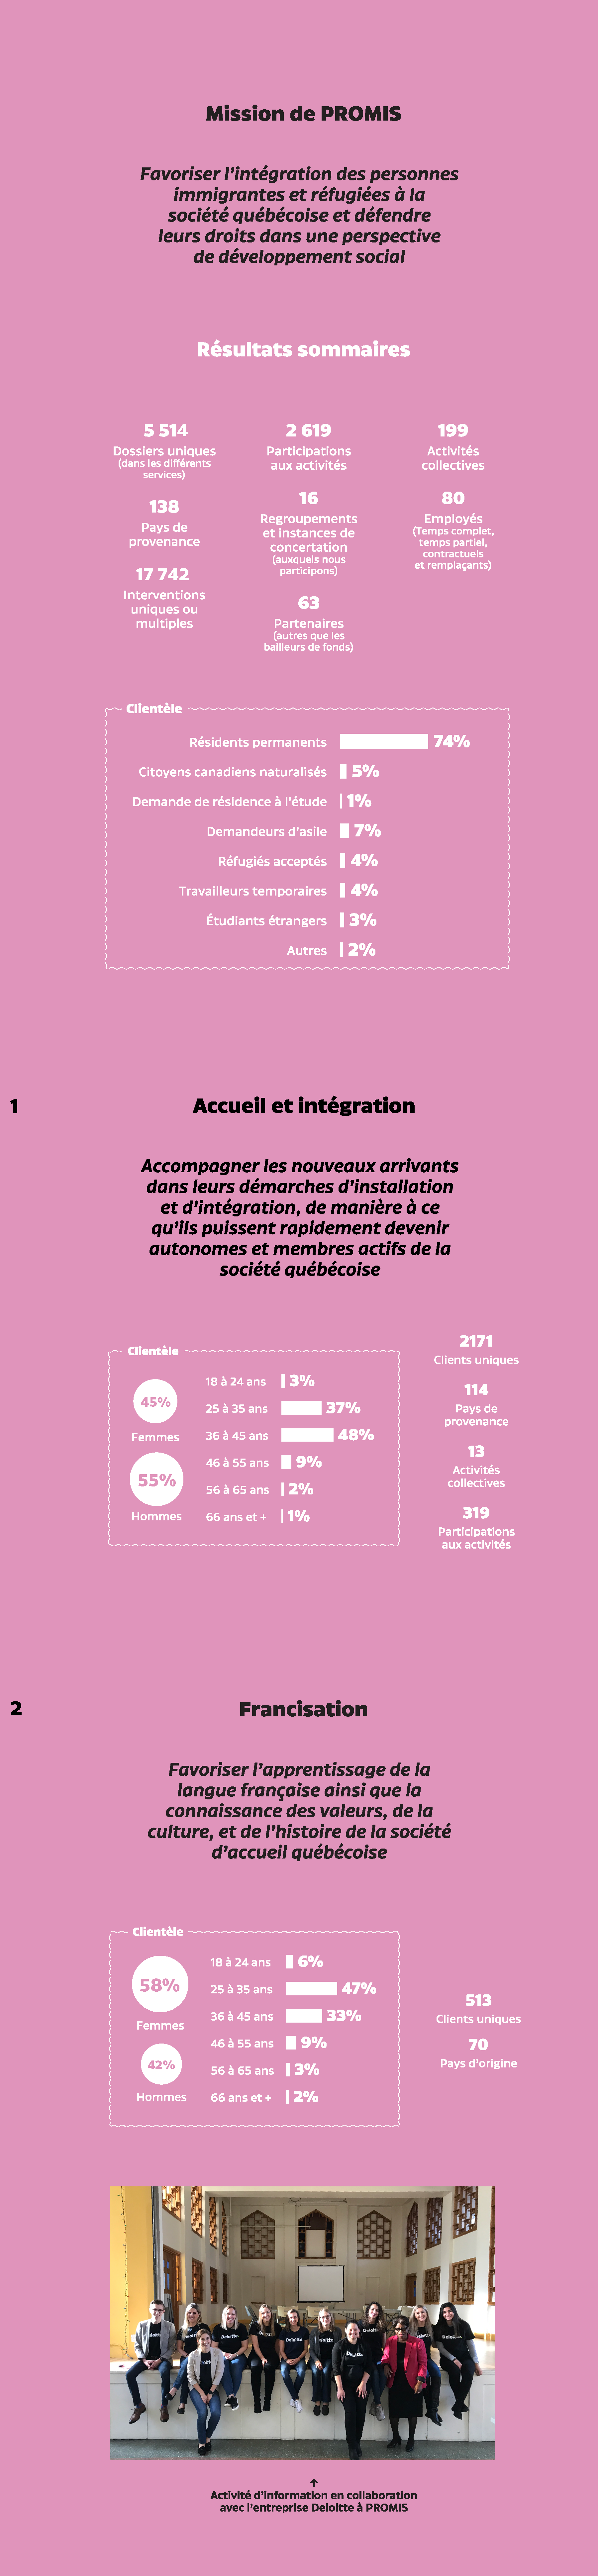 Mission de PROMIS
Favoriser l'intégration des personnes
immigrantes et réfugiées à la
société québécoise et défendre
leurs droits dans une perspective
de développement social
Résultats sommaires
5 514
Dossiers uniques
(dans les différents
services)
138
Pays de
provenance
17 742
Interventions
uniques ou
multiples
2 619
Participations
aux activités
16
Regroupements
et instances de
concertation
(auxquels nous
participons)
63
Partenaires
(autres que les
bailleurs de fonds)
199
Activités
collectives
80
Employés
(Temps complet,
temps partiel,
contractuels
et remplaçants)
Clientèle
Résidents permanents 74%
Citoyens canadiens naturalisés 5%
Demande de résidence à l'étude 1%
Demandeurs d'asile 7%
Réfugiés acceptés 4%
Travailleurs temporaires 4%
Étudiants étrangers 3%
Autres 2%
1
Accueil et intégration
Accompagner les nouveaux arrivants
dans leurs démarches d'installation
et d'intégration, de manière à ce
qu'ils puissent rapidement devenir
autonomes et membres actifs de la
société québécoise
Clientèle
45%
Femmes
55%
Hommes
18 à 24 ans 3%
25 à 35 ans 37%
36 à 45 ans 48%
46 à 55 ans 9%
56 à 65 ans 2%
66 ans et + 1%
2171
Clients uniques
114
Pays de
provenance
13
Activités
collectives
319
Participations
aux activités
2
Francisation
Favoriser l'apprentissage de la
langue française ainsi que la
connaissance des valeurs, de la
culture, et de l'histoire de la société
d'accueil québécoise
Clientèle
58%
Femmes
42%
Hommes
18 à 24 ans 6%
25 à 35 ans 47%
36 à 45 ans 33%
46 à 55 ans 9%
56 à 65 ans 3%
66 ans et + 2%
513
Clients uniques
70
Pays d'origine
Deloitte
Deloitte
↑
Activité d'information en collaboration
avec l'entreprise Deloitte à PROMIS